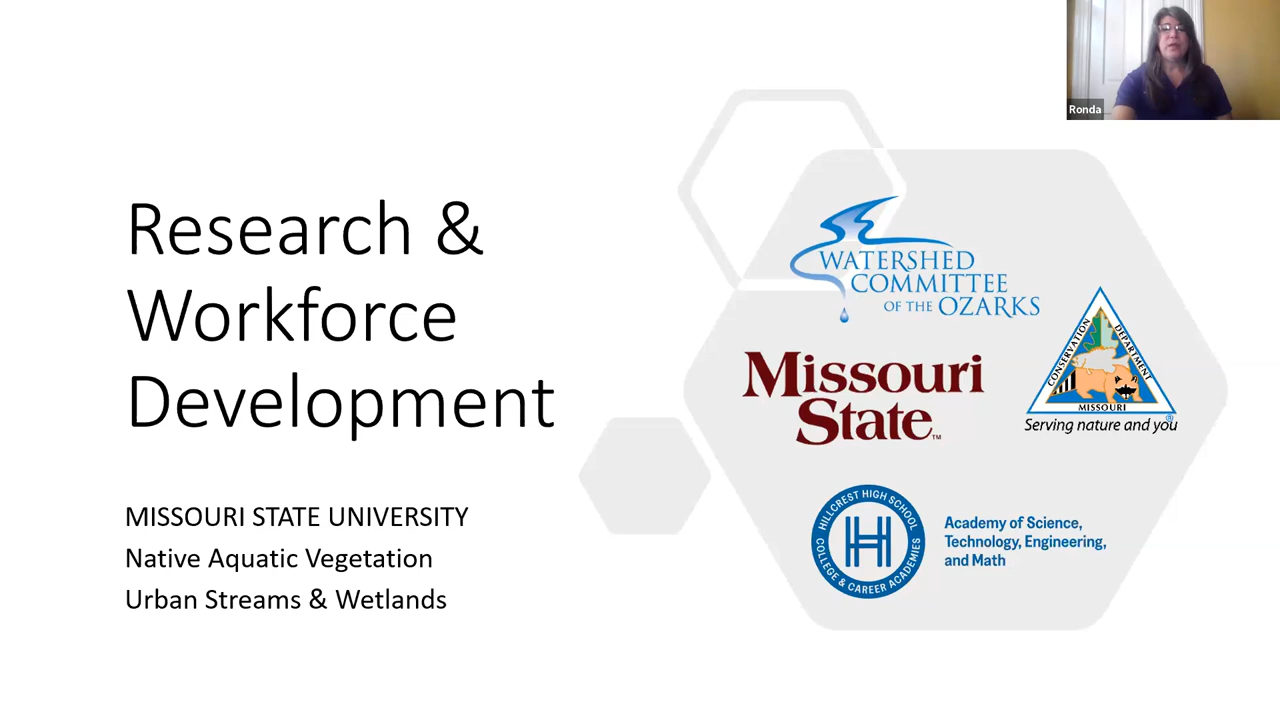 Ronda
Research &
Workforce
Development
MISSOURI STATE UNIVERSITY
Native Aquatic Vegetation
Urban Streams & Wetlands
WATERSHED
COMMITTEE
OF THE OZARKS
Missouri
State™
CONSERVATION
DEPARTMENT
MISSOURI
®
Serving nature and you
HILLCREST HIGH SCHOOL
COLLEGE & CAREER ACADEMIES
Academy of Science,
Technology, Engineering,
and Math